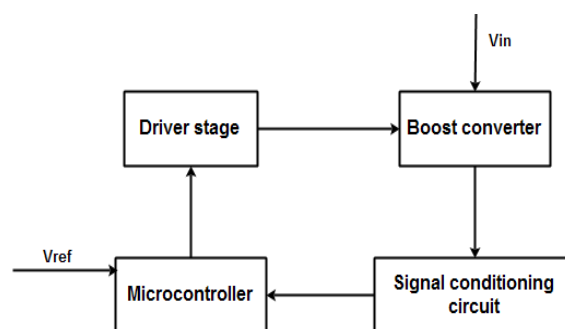 Vin
Driver stage
Boost converter
Vref
Microcontroller
Signal conditioning
circuit